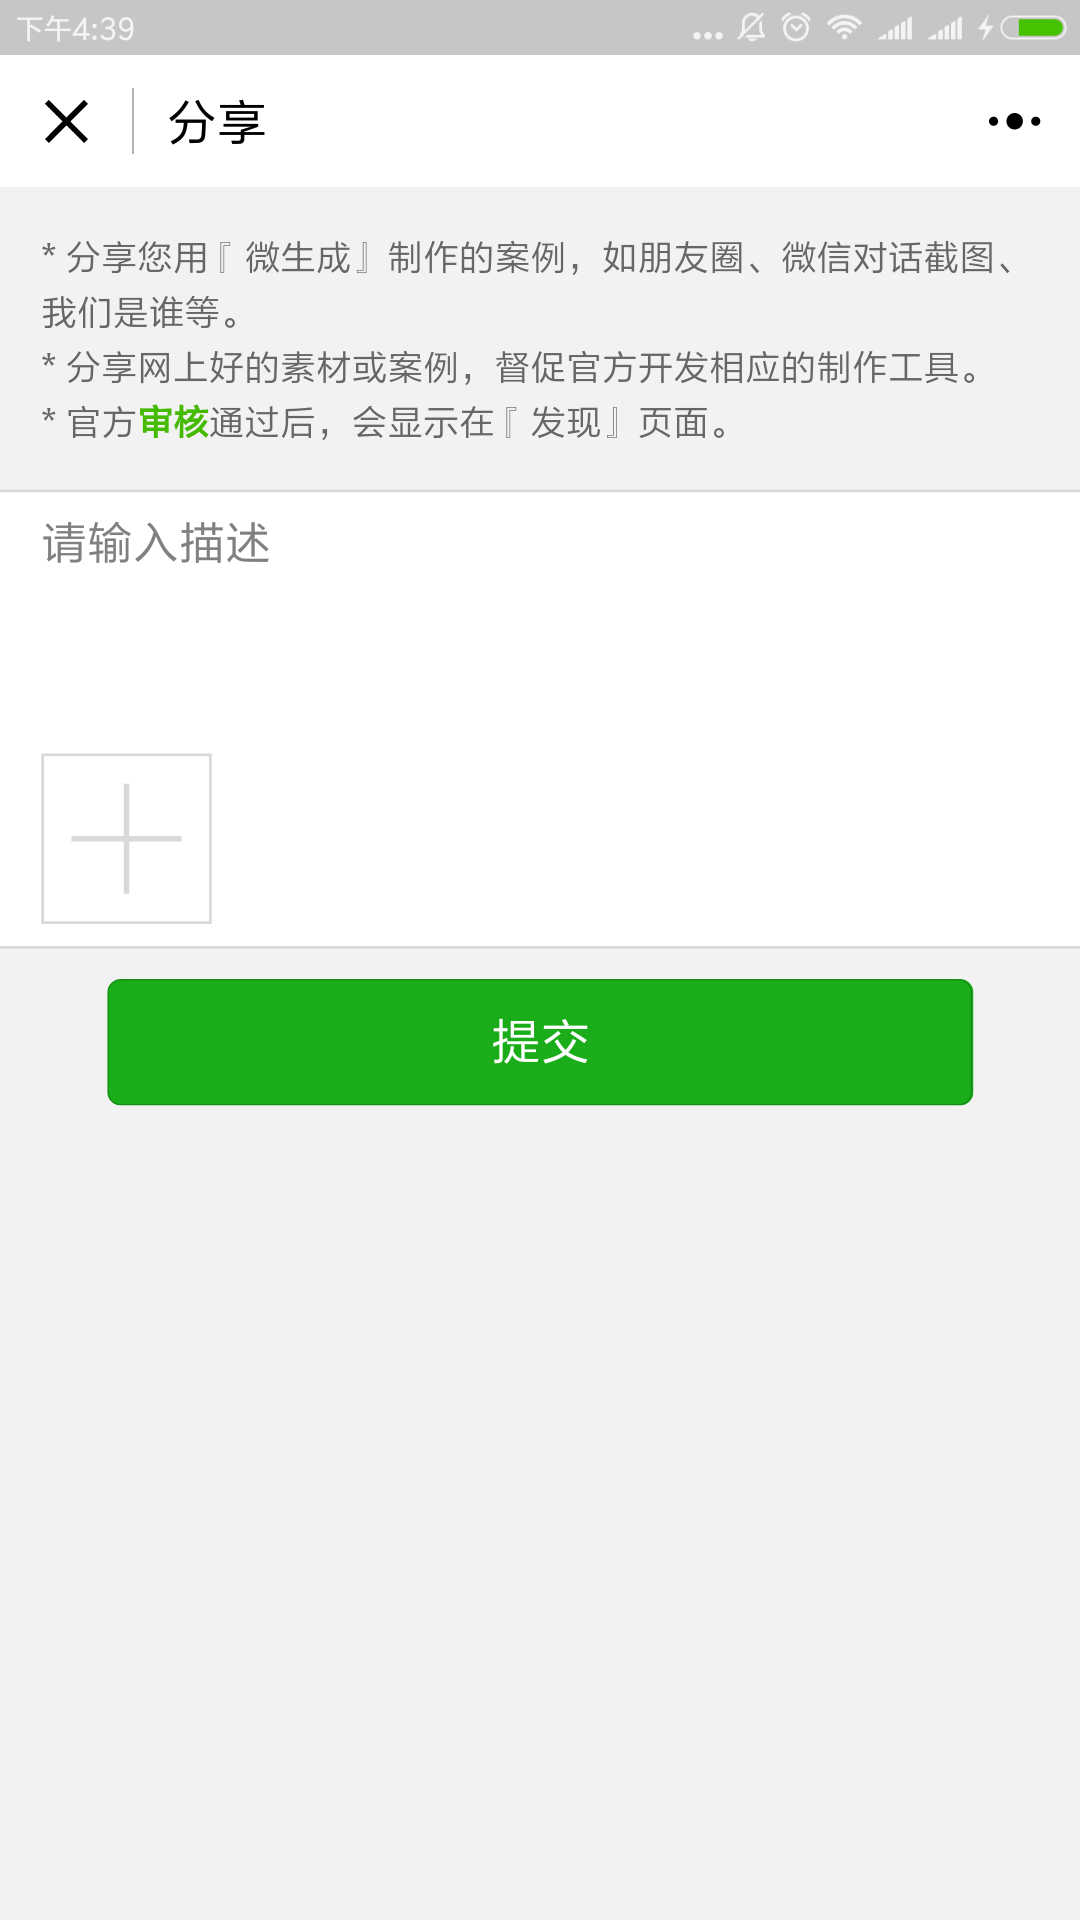 下午4:39
分享
* 分享您用『微生成』制作的案例，如朋友圈、微信对话截图、
我们是谁等。
* 分享网上好的素材或案例，督促官方开发相应的制作工具。
* 官方审核通过后，会显示在『发现』页面。
请输入描述
提交